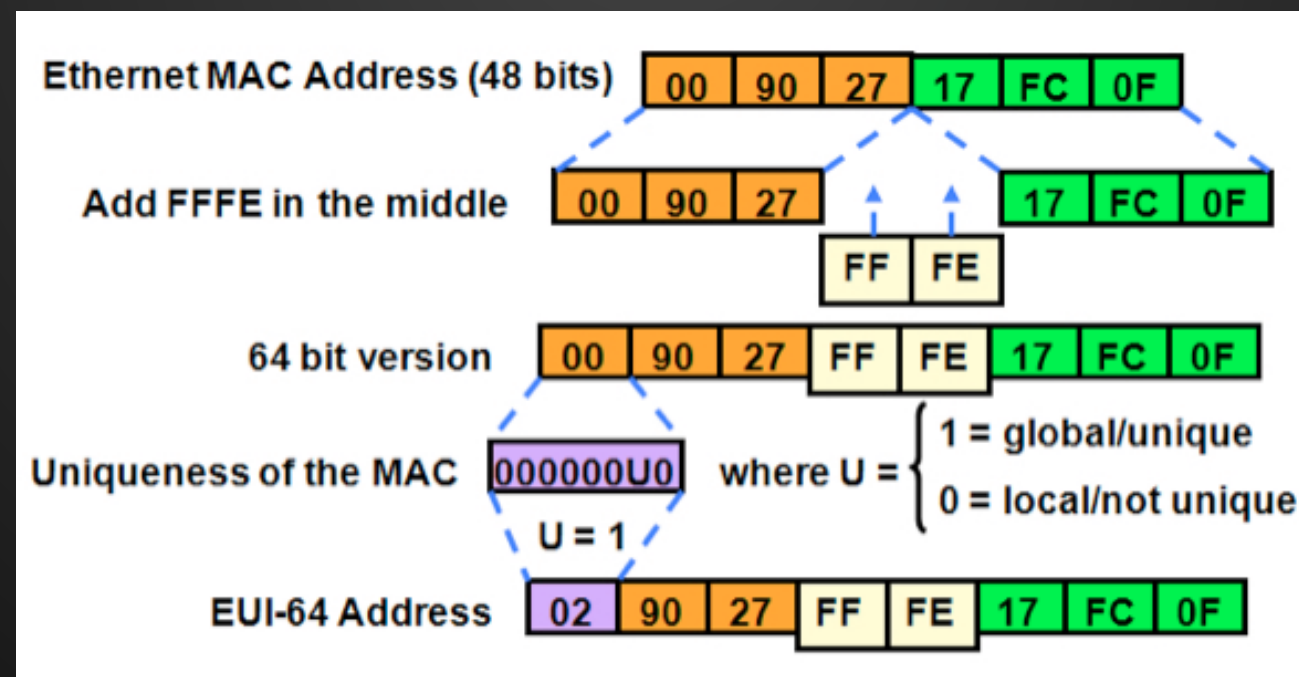 Ethernet MAC Address (48 bits) 00 90 27 17 FC 0F
Add FFFE in the middle 00 90 27 17 FC 0F
FF FE
64 bit version 00 90 27 FF FE 17 FC 0F
1 = global/unique
Uniqueness of the MAC 000000U0 where U =
0 = local/not unique
U = 1
EUI-64 Address 02 90 27 FF FE 17 FC 0F